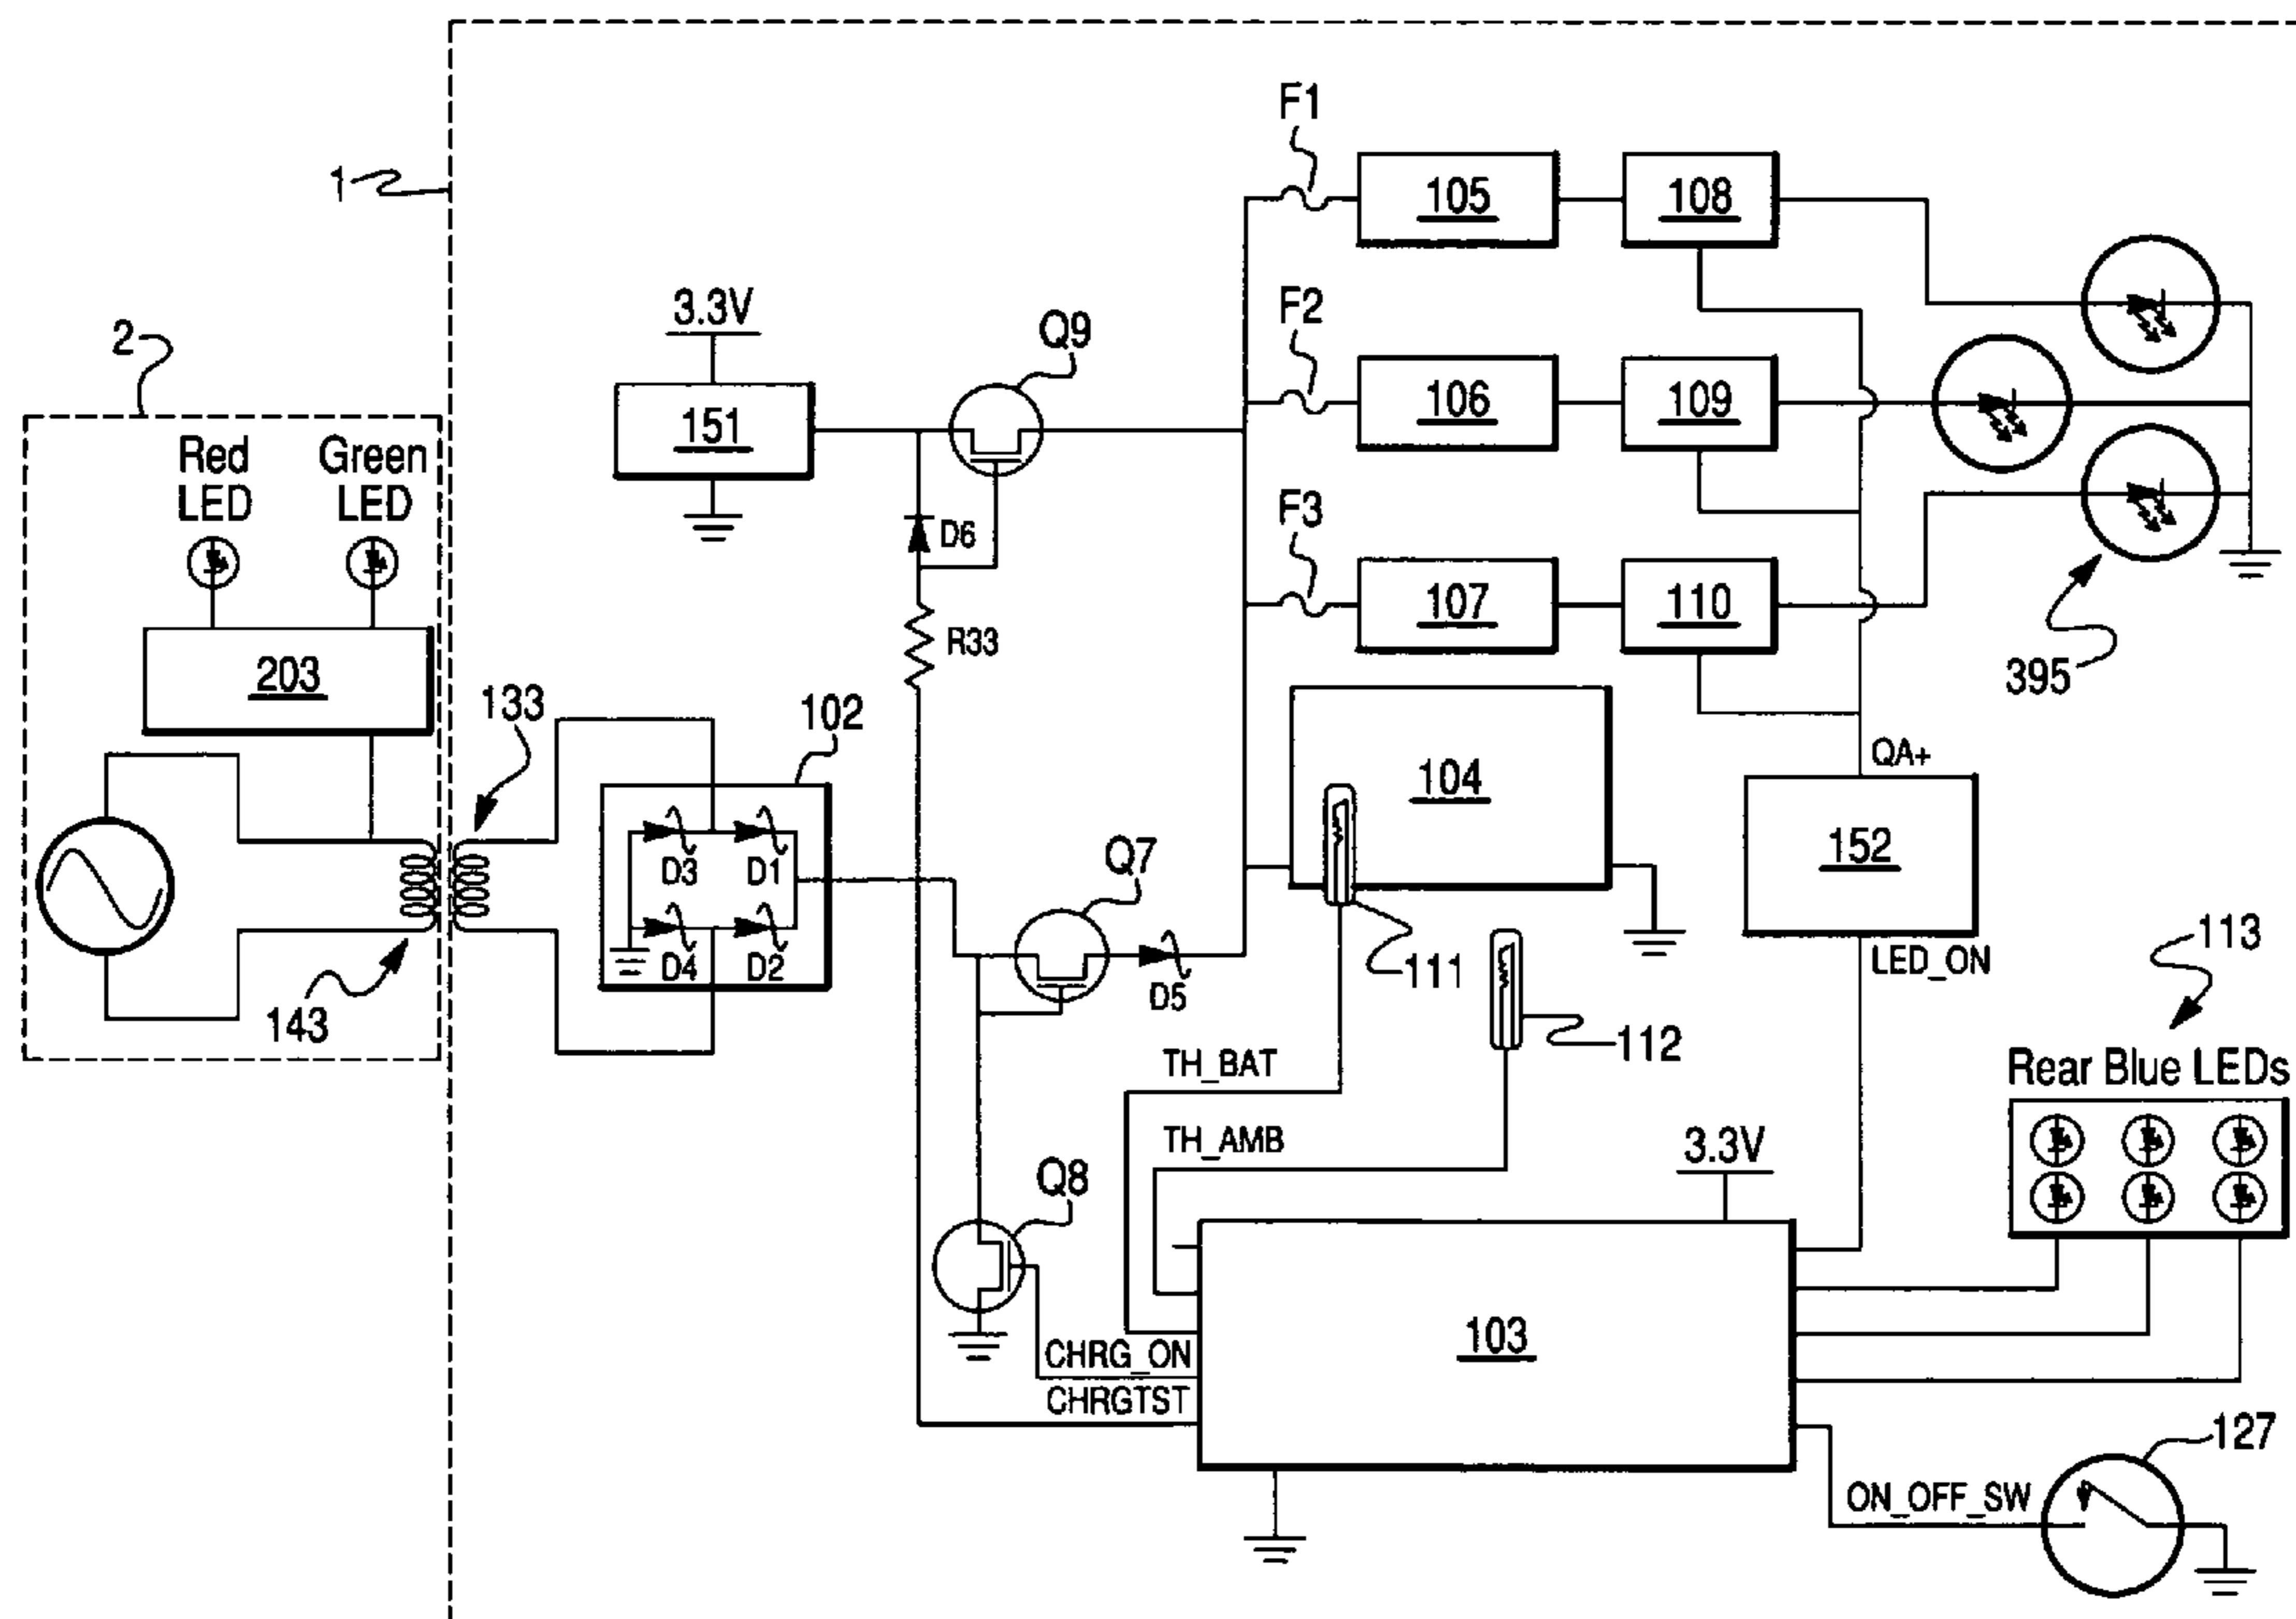 F1
1
105
108
3.3V
Q9
F2
2
151
106
109
Red
LED
Green
LED
D6
F3
107
110
R33
203
395
133
102
104
QA+
D3
D1
Q7
152
D4
D2
D5
111
LED_ON
113
143
112
TH_BAT
Rear Blue LEDs
TH_AMB
3.3V
Q8
103
CHRG_ON
CHRGTST
127
ON_OFF_SW